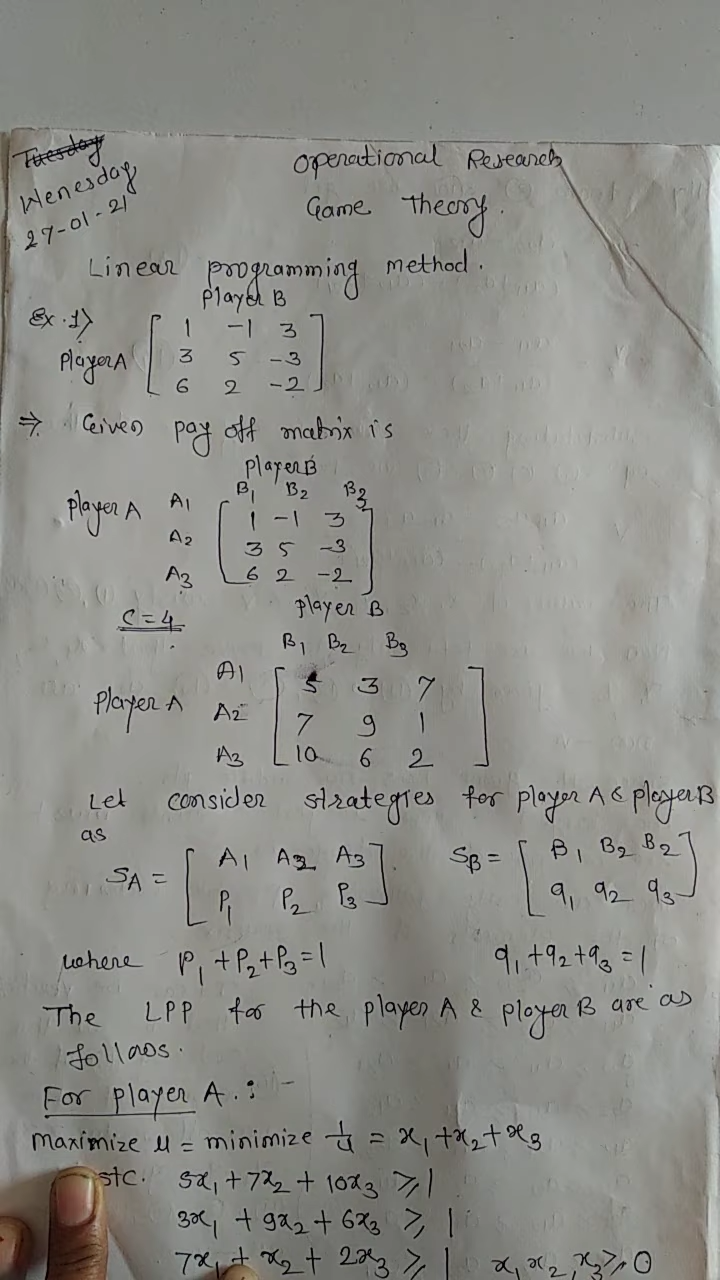 Tuesday
Wenesday
27-01-21
Operational Research
Game Theory.
Linear programming method.
Player B
Ex.1)
Player A [ 1 -1 3
3 5 -3
6 2 -2 ]
⇒ Given pay off matrix is
Player B
B1 B2 B3
Player A A1 [ 1 -1 3
A2 3 5 -3
A3 6 2 -2 ]
C = 4
Player B
B1 B2 B3
Player A A1 [ 5 3 7
A2 7 9 1
A3 10 6 2 ]
Let consider strategies for player A & player B
as
SA = [ A1 A2 A3
P1 P2 P3 ]
SB = [ B1 B2 B2
q1 q2 q3 ]
where P1 + P2 + P3 = 1 q1 + q2 + q3 = 1
The LPP for the player A & player B are as
follaos.
For player A. : -
Maximize u = minimize 1/u = x1 + x2 + x3
stc. 5x1 + 7x2 + 10x3 ≥ 1
3x1 + 9x2 + 6x3 ≥ 1
7x1 + x2 + 2x3 ≥ 1 x1 x2, x3 ≥ 0